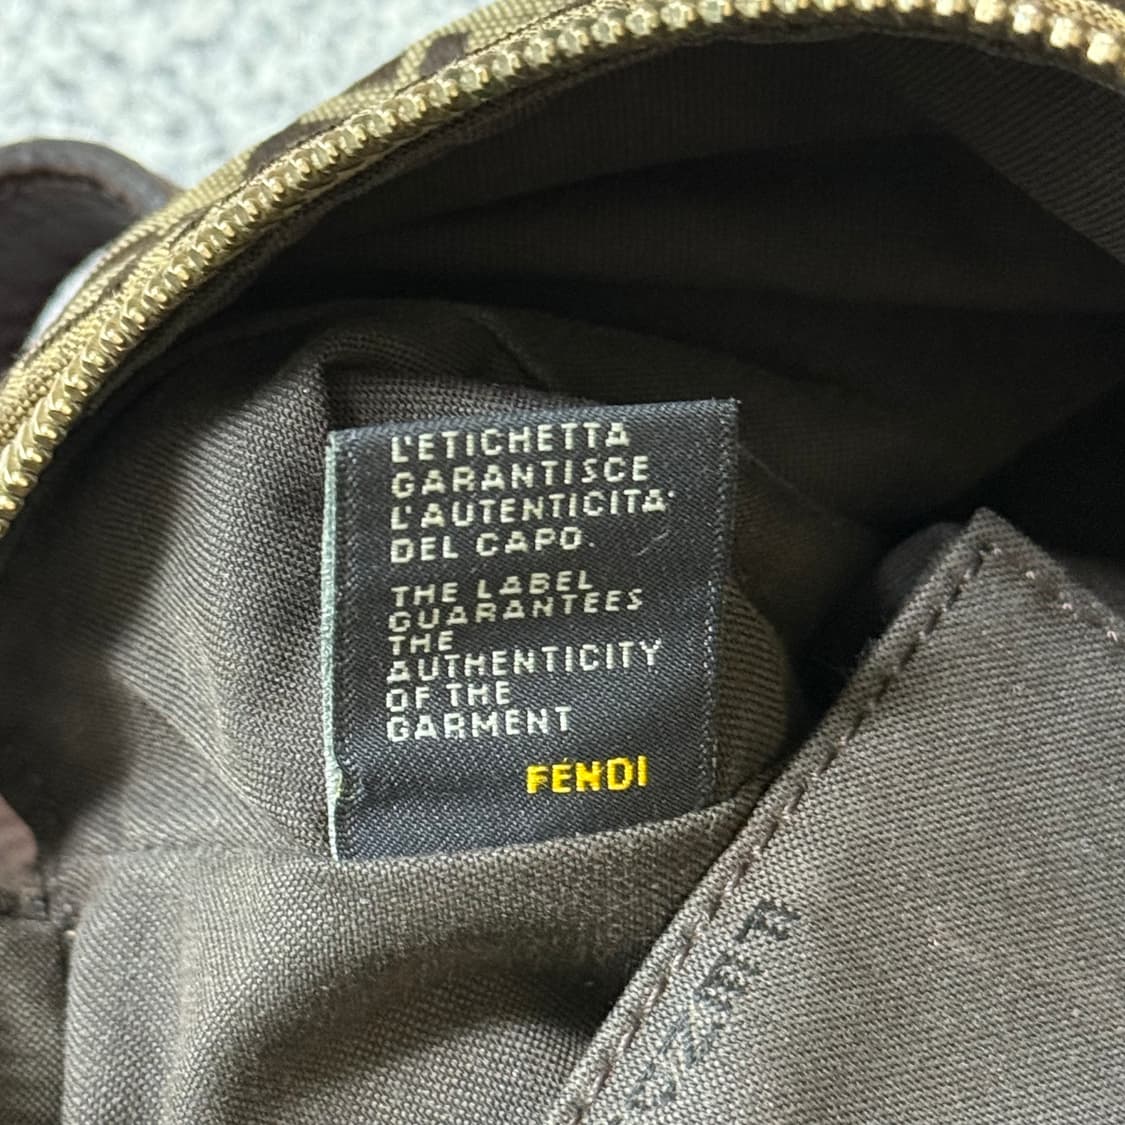 L'ETICHETTA
GARANTISCE
L'AUTENTICITA'
DEL CAPO.
THE LABEL
GUARANTEES
THE
AUTHENTICITY
OF THE
GARMENT
FENDI